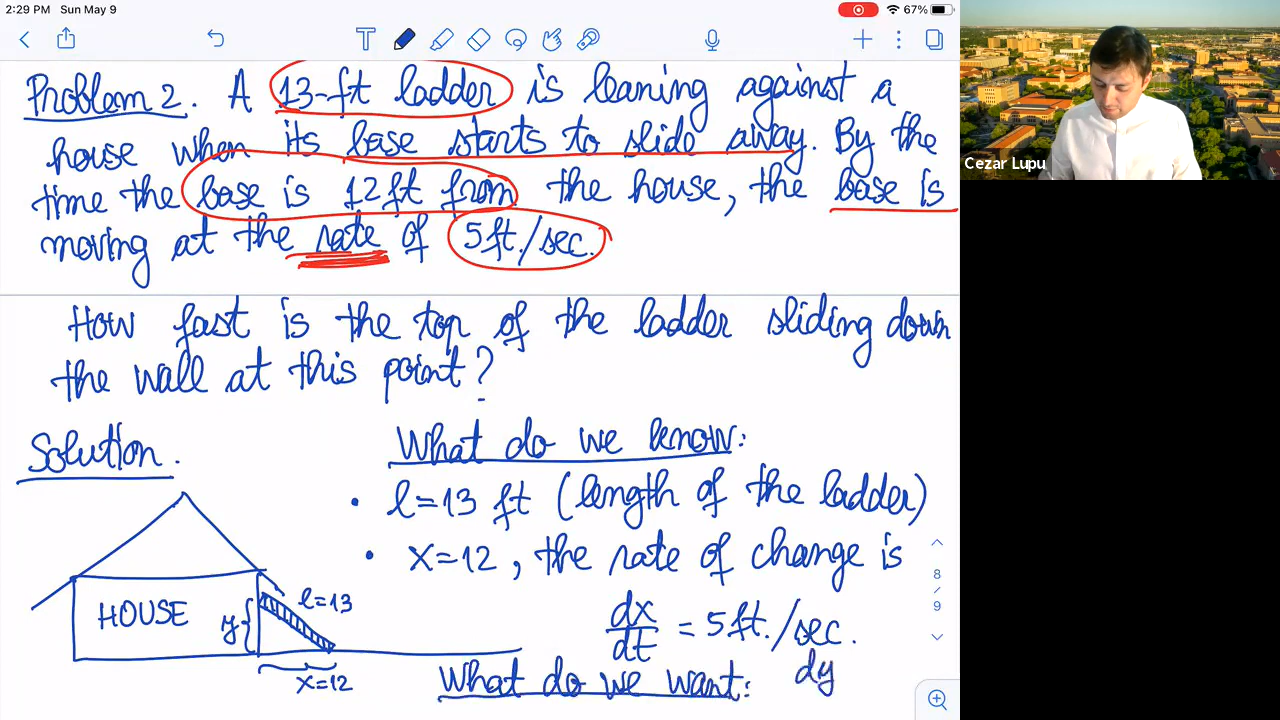 2:29 PM Sun May 9
67%
Problem 2. A 13-ft ladder is leaning against a
house when its base starts to slide away. By the
time the base is 12 ft from the house, the base is
moving at the rate of 5 ft./sec.
How fast is the top of the ladder sliding down
the wall at this point?
Solution.
What do we know:
• l=13 ft (length of the ladder)
• x=12, the rate of change is
dx/dt = 5 ft./sec.
What do we want: dy
HOUSE
l=13
y
x=12
8
/
9
Cezar Lupu